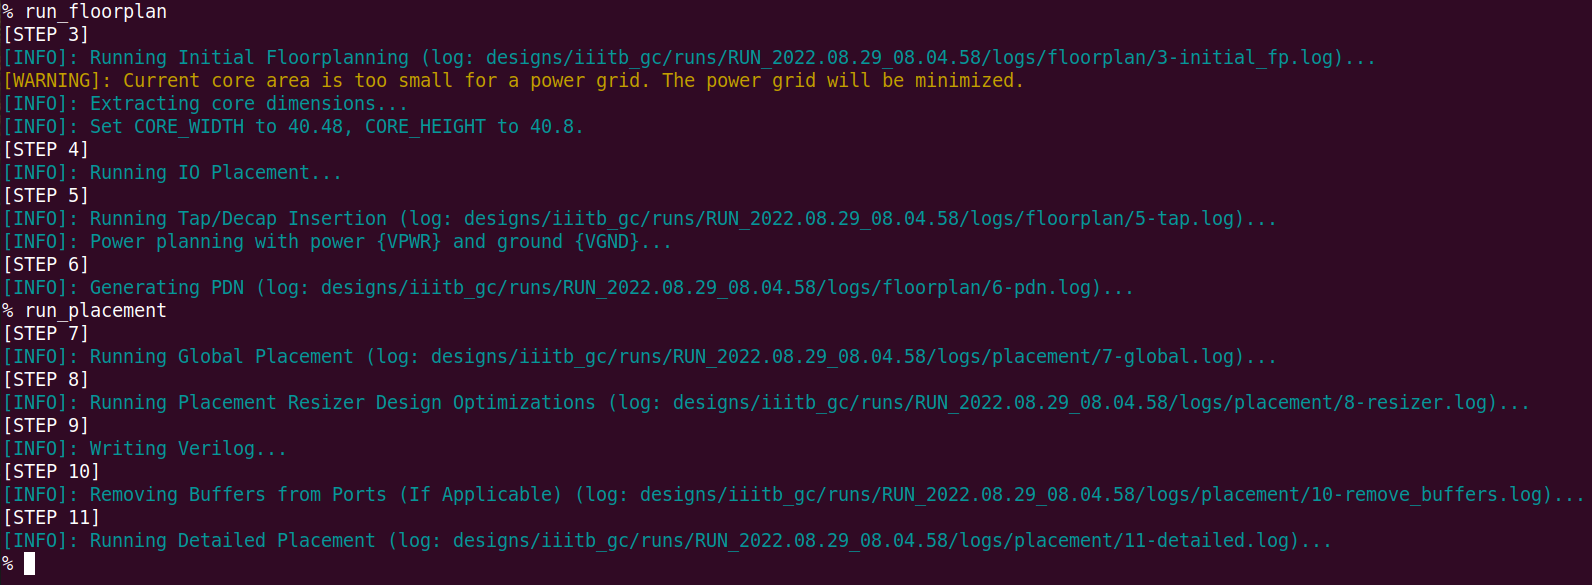 % run_floorplan
[STEP 3]
[INFO]: Running Initial Floorplanning (log: designs/iiitb_gc/runs/RUN_2022.08.29_08.04.58/logs/floorplan/3-initial_fp.log)...
[WARNING]: Current core area is too small for a power grid. The power grid will be minimized.
[INFO]: Extracting core dimensions...
[INFO]: Set CORE_WIDTH to 40.48, CORE_HEIGHT to 40.8.
[STEP 4]
[INFO]: Running IO Placement...
[STEP 5]
[INFO]: Running Tap/Decap Insertion (log: designs/iiitb_gc/runs/RUN_2022.08.29_08.04.58/logs/floorplan/5-tap.log)...
[INFO]: Power planning with power {VPWR} and ground {VGND}...
[STEP 6]
[INFO]: Generating PDN (log: designs/iiitb_gc/runs/RUN_2022.08.29_08.04.58/logs/floorplan/6-pdn.log)...
% run_placement
[STEP 7]
[INFO]: Running Global Placement (log: designs/iiitb_gc/runs/RUN_2022.08.29_08.04.58/logs/placement/7-global.log)...
[STEP 8]
[INFO]: Running Placement Resizer Design Optimizations (log: designs/iiitb_gc/runs/RUN_2022.08.29_08.04.58/logs/placement/8-resizer.log)...
[STEP 9]
[INFO]: Writing Verilog...
[STEP 10]
[INFO]: Removing Buffers from Ports (If Applicable) (log: designs/iiitb_gc/runs/RUN_2022.08.29_08.04.58/logs/placement/10-remove_buffers.log)...
[STEP 11]
[INFO]: Running Detailed Placement (log: designs/iiitb_gc/runs/RUN_2022.08.29_08.04.58/logs/placement/11-detailed.log)...
%